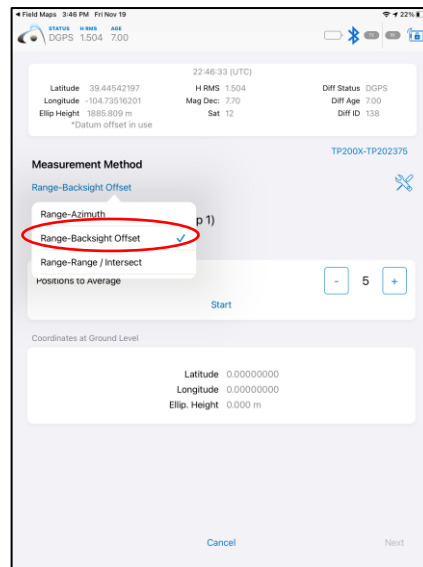 ◀ Field Maps 3:46 PM Fri Nov 19 22%
STATUS H RMS AGE
DGPS 1.504 7.00
22:46:33 (UTC)
Latitude 39.44542197 H RMS 1.504 Diff Status DGPS
Longitude -104.73516201 Mag Dec: 7.70 Diff Age 7.00
Ellip Height 1885.809 m Sat 12 Diff ID 138
*Datum offset in use
TP200X-TP202375
Measurement Method
Range-Backsight Offset
Range-Azimuth
p 1)
Range-Backsight Offset ✓
Range-Range / Intersect
Positions to Average - 5 +
Start
Coordinates at Ground Level
Latitude 0.00000000
Longitude 0.00000000
Ellip. Height 0.000 m
Cancel Next